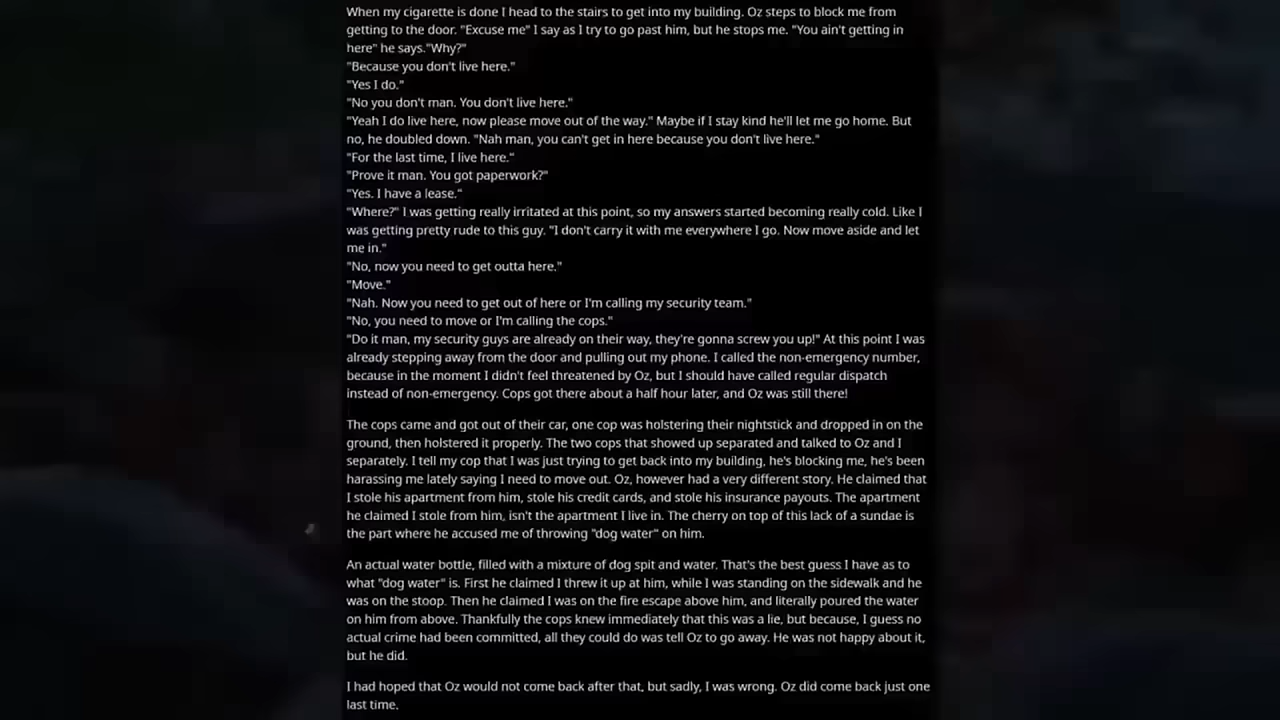 When my cigarette is done I head to the stairs to get into my building. Oz steps to block me from
getting to the door. "Excuse me" I say as I try to go past him, but he stops me. "You ain't getting in
here" he says."Why?"
"Because you don't live here."
"Yes I do."
"No you don't man. You don't live here."
"Yeah I do live here, now please move out of the way." Maybe if I stay kind he'll let me go home. But
no, he doubled down. "Nah man, you can't get in here because you don't live here."
"For the last time, I live here."
"Prove it man. You got paperwork?"
"Yes. I have a lease."
"Where?" I was getting really irritated at this point, so my answers started becoming really cold. Like I
was getting pretty rude to this guy. "I don't carry it with me everywhere I go. Now move aside and let
me in."
"No, now you need to get outta here."
"Move."
"Nah. Now you need to get out of here or I'm calling my security team."
"No, you need to move or I'm calling the cops."
"Do it man, my security guys are already on their way, they're gonna screw you up!" At this point I was
already stepping away from the door and pulling out my phone. I called the non-emergency number,
because in the moment I didn't feel threatened by Oz, but I should have called regular dispatch
instead of non-emergency. Cops got there about a half hour later, and Oz was still there!
The cops came and got out of their car, one cop was holstering their nightstick and dropped in on the
ground, then holstered it properly. The two cops that showed up separated and talked to Oz and I
separately. I tell my cop that I was just trying to get back into my building, he's blocking me, he's been
harassing me lately saying I need to move out. Oz, however had a very different story. He claimed that
I stole his apartment from him, stole his credit cards, and stole his insurance payouts. The apartment
he claimed I stole from him, isn't the apartment I live in. The cherry on top of this lack of a sundae is
the part where he accused me of throwing "dog water" on him.
An actual water bottle, filled with a mixture of dog spit and water. That's the best guess I have as to
what "dog water" is. First he claimed I threw it up at him, while I was standing on the sidewalk and he
was on the stoop. Then he claimed I was on the fire escape above him, and literally poured the water
on him from above. Thankfully the cops knew immediately that this was a lie, but because, I guess no
actual crime had been committed, all they could do was tell Oz to go away. He was not happy about it,
but he did.
I had hoped that Oz would not come back after that, but sadly, I was wrong. Oz did come back just one
last time.